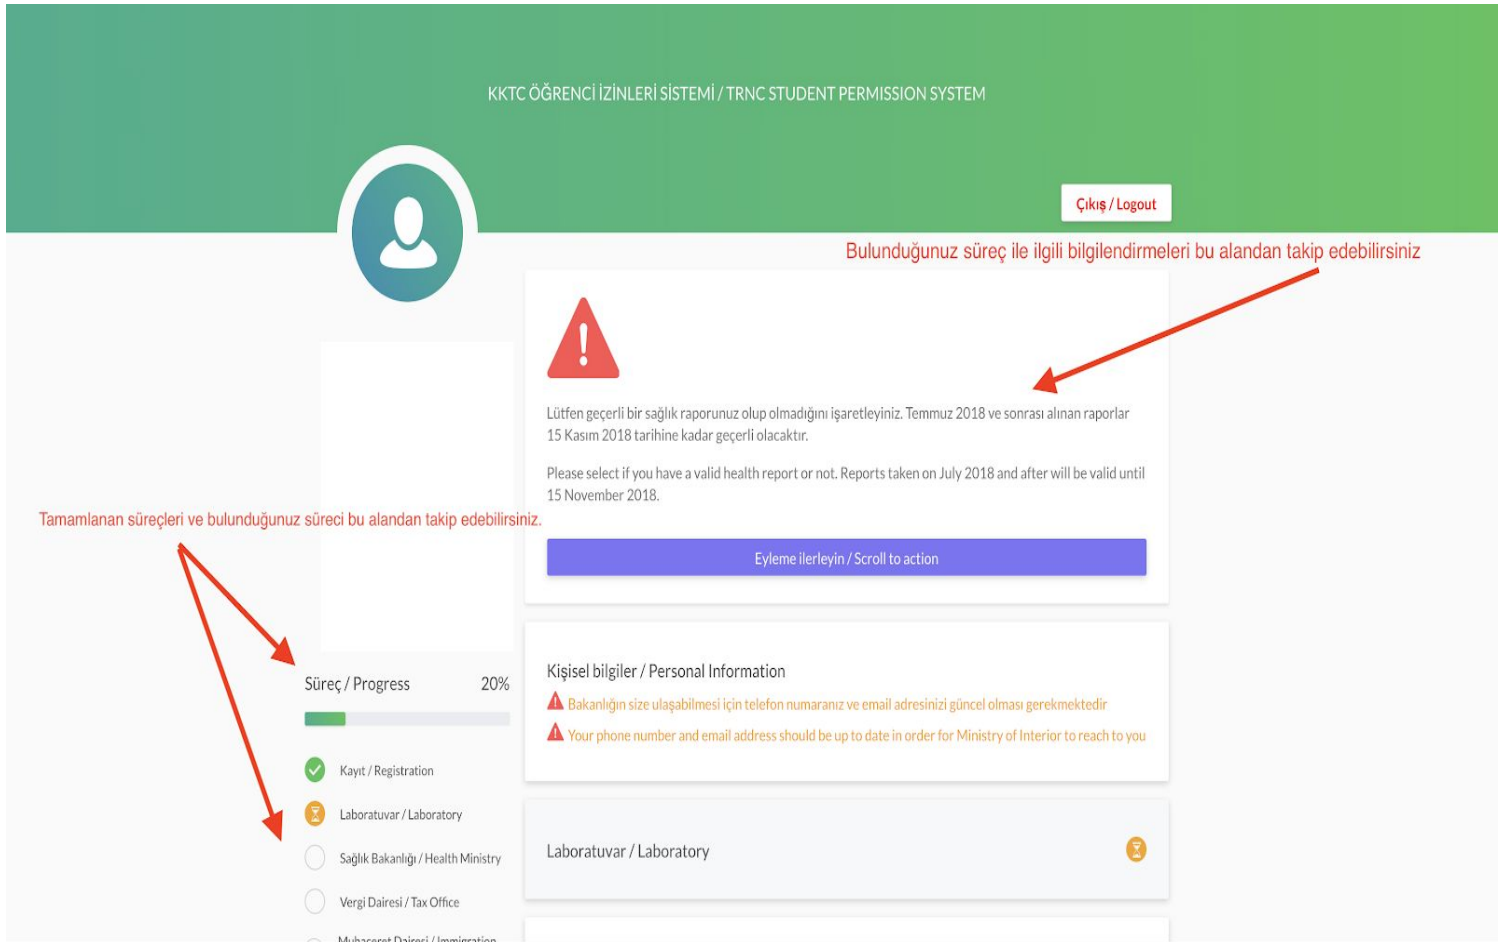 KKTC ÖĞRENCİ İZİNLERİ SİSTEMİ / TRNC STUDENT PERMISSION SYSTEM
Çıkış / Logout
Bulunduğunuz süreç ile ilgili bilgilendirmeleri bu alandan takip edebilirsiniz
Lütfen geçerli bir sağlık raporunuz olup olmadığını işaretleyiniz. Temmuz 2018 ve sonrası alınan raporlar
15 Kasım 2018 tarihine kadar geçerli olacaktır.
Please select if you have a valid health report or not. Reports taken on July 2018 and after will be valid until
15 November 2018.
Tamamlanan süreçleri ve bulunduğunuz süreci bu alandan takip edebilirsiniz.
Eyleme ilerleyin / Scroll to action
Süreç / Progress 20%
Kayıt / Registration
Laboratuvar / Laboratory
Sağlık Bakanlığı / Health Ministry
Vergi Dairesi / Tax Office
Muhaceret Dairesi / Immigration
Kişisel bilgiler / Personal Information
Bakanlığın size ulaşabilmesi için telefon numaranız ve email adresinizi güncel olması gerekmektedir
Your phone number and email address should be up to date in order for Ministry of Interior to reach to you
Laboratuvar / Laboratory